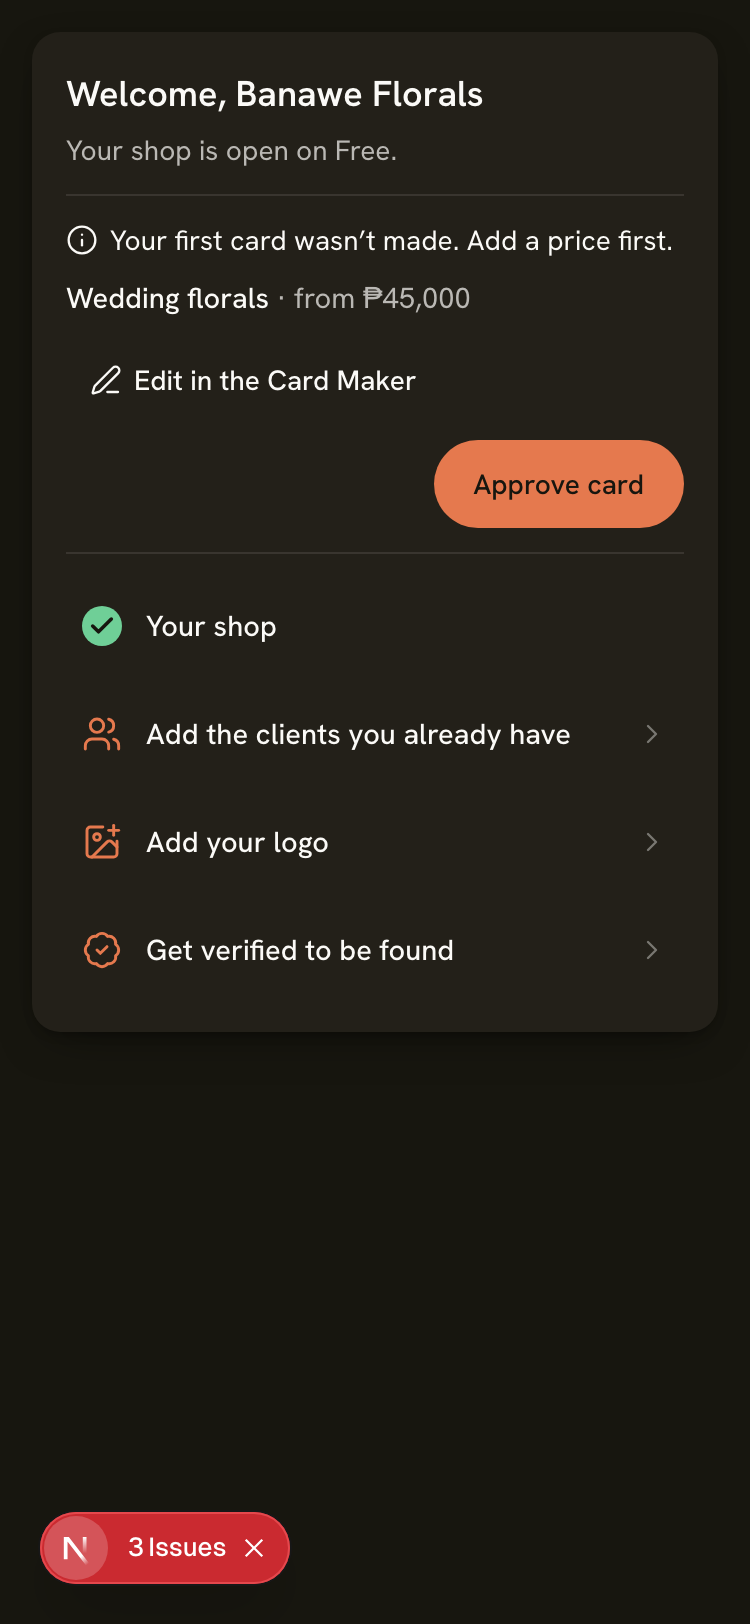 Welcome, Banawe Florals
Your shop is open on Free.
Your first card wasn’t made. Add a price first.
Wedding florals · from ₱45,000
Edit in the Card Maker
Approve card
Your shop
Add the clients you already have
Add your logo
Get verified to be found
N 3 Issues